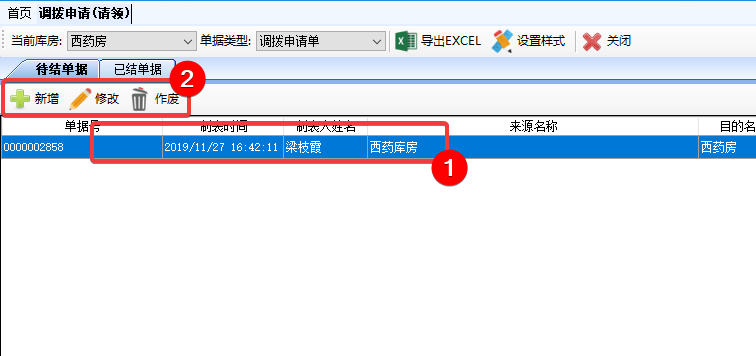 首页 调拨申请(请领)
当前库房: 西药房 单据类型: 调拨申请单 导出EXCEL 设置样式 关闭
待结单据 已结单据
2
新增 修改 作废
单据号 制表时间 制表人姓名 来源名称 目的名
0000002858 2019/11/27 16:42:11 梁枝霞 西药库房 西药房
1